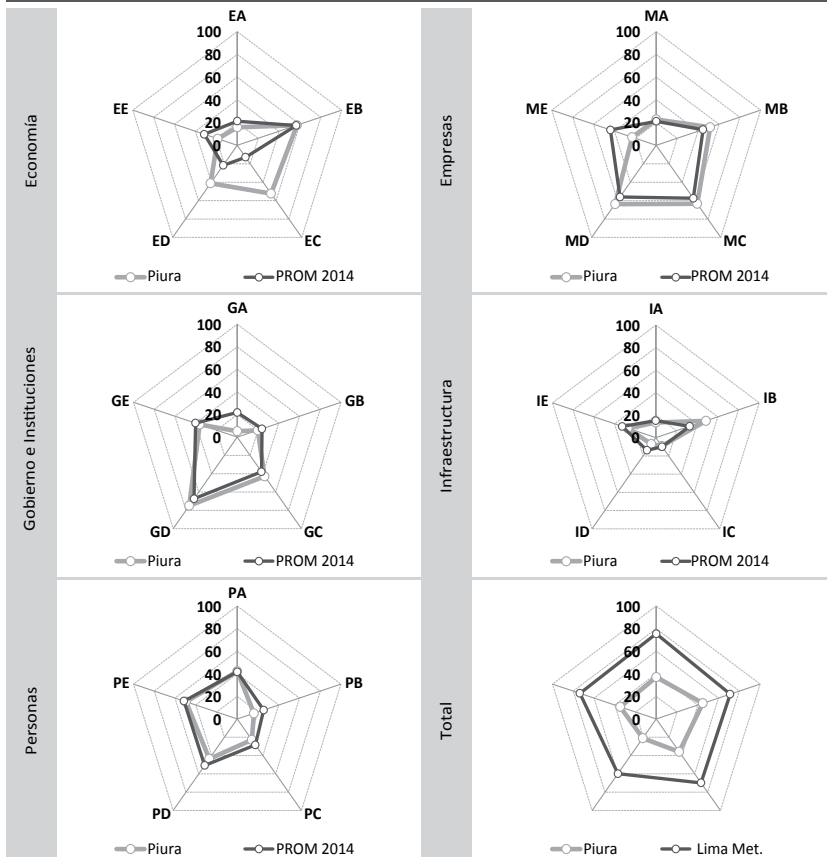 Economía
EA
100
80
60
40
20
0
EB
EC
ED
EE
Piura PROM 2014
Empresas
MA
100
80
60
40
20
0
MB
MC
MD
ME
Piura PROM 2014
Gobierno e Instituciones
GA
100
80
60
40
20
0
GB
GC
GD
GE
Piura PROM 2014
Infraestructura
IA
100
80
60
40
20
0
IB
IC
ID
IE
Piura PROM 2014
Personas
PA
100
80
60
40
20
0
PB
PC
PD
PE
Piura PROM 2014
Total
100
80
60
40
20
0
Piura Lima Met.